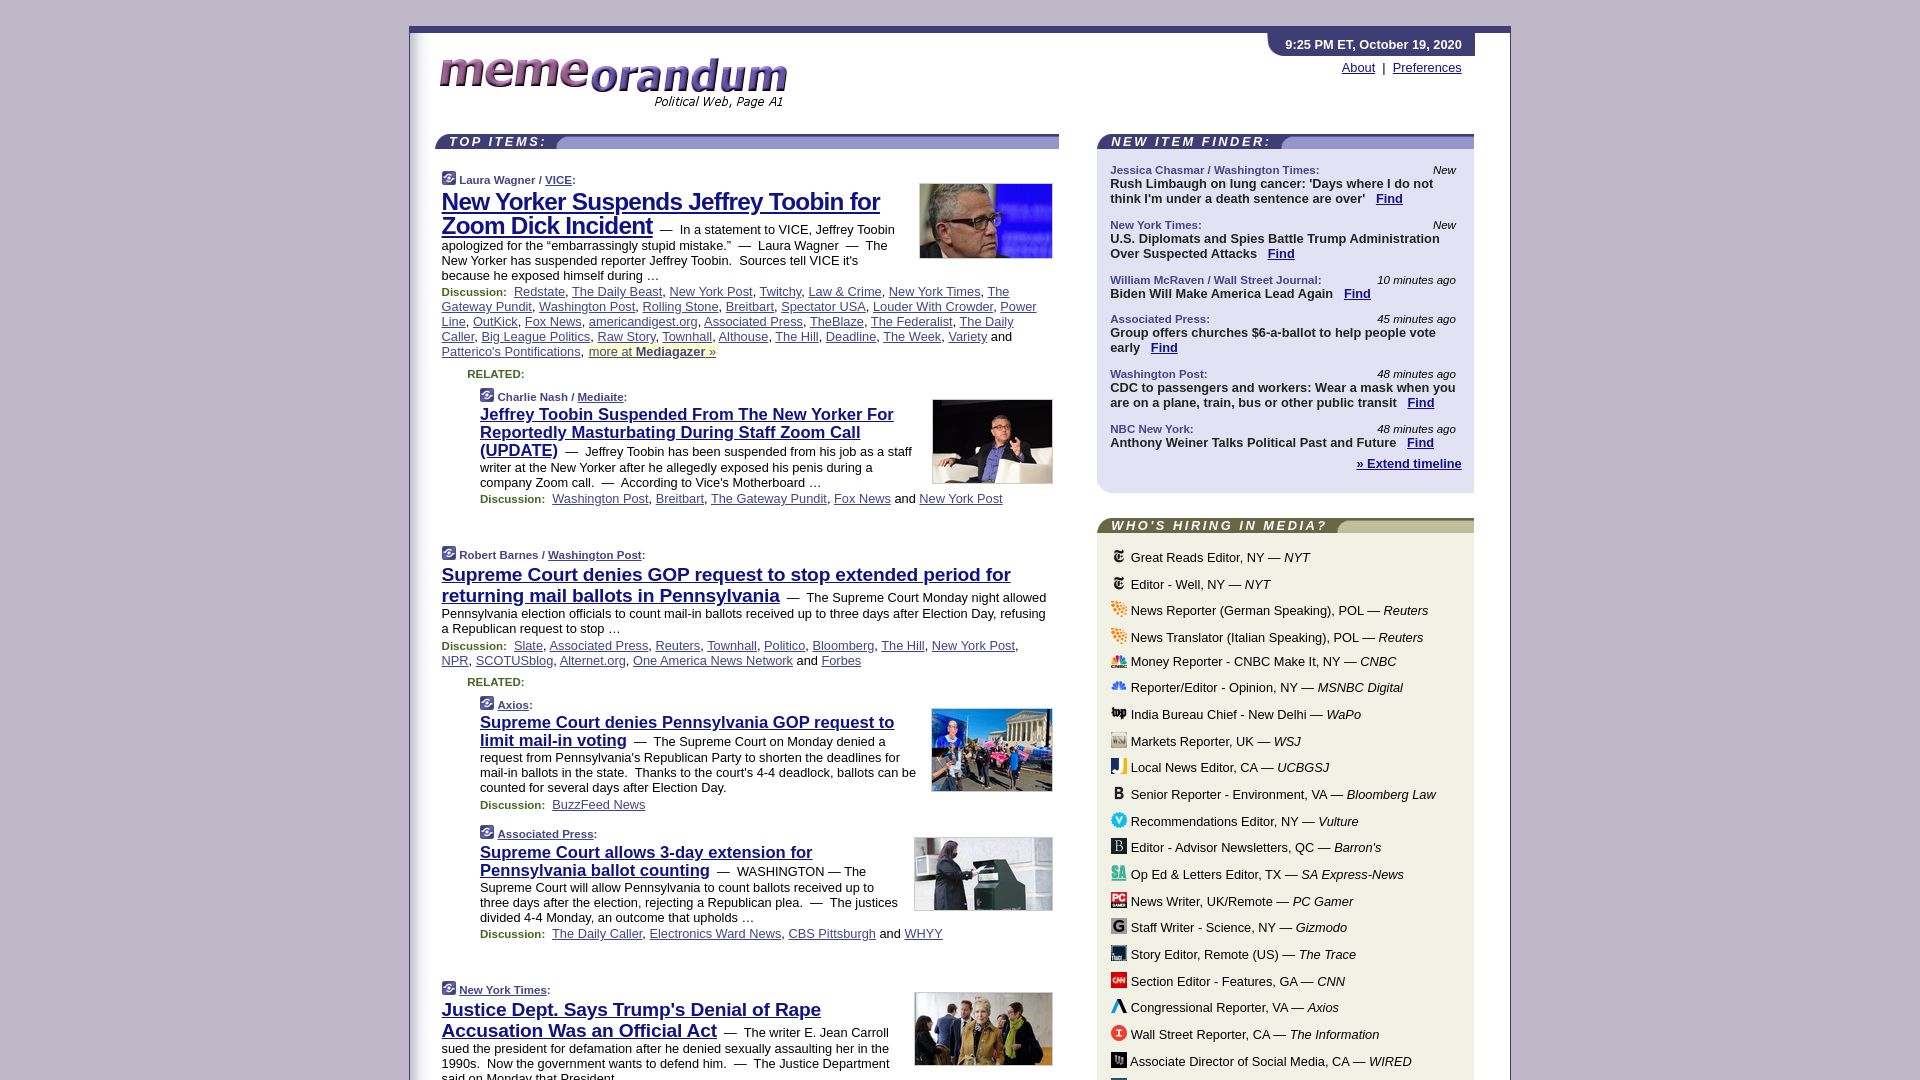 9:25 PM ET, October 19, 2020
memeorandum
About | Preferences
Political Web, Page A1
TOP ITEMS:
Laura Wagner / VICE:
New Yorker Suspends Jeffrey Toobin for
Zoom Dick Incident — In a statement to VICE, Jeffrey Toobin
apologized for the “embarrassingly stupid mistake.” — Laura Wagner — The
New Yorker has suspended reporter Jeffrey Toobin. Sources tell VICE it's
because he exposed himself during …
Discussion: Redstate, The Daily Beast, New York Post, Twitchy, Law & Crime, New York Times, The
Gateway Pundit, Washington Post, Rolling Stone, Breitbart, Spectator USA, Louder With Crowder, Power
Line, OutKick, Fox News, americandigest.org, Associated Press, TheBlaze, The Federalist, The Daily
Caller, Big League Politics, Raw Story, Townhall, Althouse, The Hill, Deadline, The Week, Variety and
Patterico's Pontifications, more at Mediagazer »
RELATED:
Charlie Nash / Mediaite:
Jeffrey Toobin Suspended From The New Yorker For
Reportedly Masturbating During Staff Zoom Call
(UPDATE) — Jeffrey Toobin has been suspended from his job as a staff
writer at the New Yorker after he allegedly exposed his penis during a
company Zoom call. — According to Vice's Motherboard …
Discussion: Washington Post, Breitbart, The Gateway Pundit, Fox News and New York Post
Robert Barnes / Washington Post:
Supreme Court denies GOP request to stop extended period for
returning mail ballots in Pennsylvania — The Supreme Court Monday night allowed
Pennsylvania election officials to count mail-in ballots received up to three days after Election Day, refusing
a Republican request to stop …
Discussion: Slate, Associated Press, Reuters, Townhall, Politico, Bloomberg, The Hill, New York Post,
NPR, SCOTUSblog, Alternet.org, One America News Network and Forbes
RELATED:
Axios:
Supreme Court denies Pennsylvania GOP request to
limit mail-in voting — The Supreme Court on Monday denied a
request from Pennsylvania's Republican Party to shorten the deadlines for
mail-in ballots in the state. Thanks to the court's 4-4 deadlock, ballots can be
counted for several days after Election Day.
Discussion: BuzzFeed News
Associated Press:
Supreme Court allows 3-day extension for
Pennsylvania ballot counting — WASHINGTON — The
Supreme Court will allow Pennsylvania to count ballots received up to
three days after the election, rejecting a Republican plea. — The justices
divided 4-4 Monday, an outcome that upholds …
Discussion: The Daily Caller, Electronics Ward News, CBS Pittsburgh and WHYY
New York Times:
Justice Dept. Says Trump's Denial of Rape
Accusation Was an Official Act — The writer E. Jean Carroll
sued the president for defamation after he denied sexually assaulting her in the
1990s. Now the government wants to defend him. — The Justice Department
said on Monday that President
NEW ITEM FINDER:
Jessica Chasmar / Washington Times: New
Rush Limbaugh on lung cancer: 'Days where I do not
think I'm under a death sentence are over' Find
New York Times: New
U.S. Diplomats and Spies Battle Trump Administration
Over Suspected Attacks Find
William McRaven / Wall Street Journal: 10 minutes ago
Biden Will Make America Lead Again Find
Associated Press: 45 minutes ago
Group offers churches $6-a-ballot to help people vote
early Find
Washington Post: 48 minutes ago
CDC to passengers and workers: Wear a mask when you
are on a plane, train, bus or other public transit Find
NBC New York: 48 minutes ago
Anthony Weiner Talks Political Past and Future Find
» Extend timeline
WHO'S HIRING IN MEDIA?
Great Reads Editor, NY — NYT
Editor - Well, NY — NYT
News Reporter (German Speaking), POL — Reuters
News Translator (Italian Speaking), POL — Reuters
Money Reporter - CNBC Make It, NY — CNBC
Reporter/Editor - Opinion, NY — MSNBC Digital
India Bureau Chief - New Delhi — WaPo
Markets Reporter, UK — WSJ
Local News Editor, CA — UCBGSJ
Senior Reporter - Environment, VA — Bloomberg Law
Recommendations Editor, NY — Vulture
Editor - Advisor Newsletters, QC — Barron's
Op Ed & Letters Editor, TX — SA Express-News
News Writer, UK/Remote — PC Gamer
Staff Writer - Science, NY — Gizmodo
Story Editor, Remote (US) — The Trace
Section Editor - Features, GA — CNN
Congressional Reporter, VA — Axios
Wall Street Reporter, CA — The Information
Associate Director of Social Media, CA — WIRED